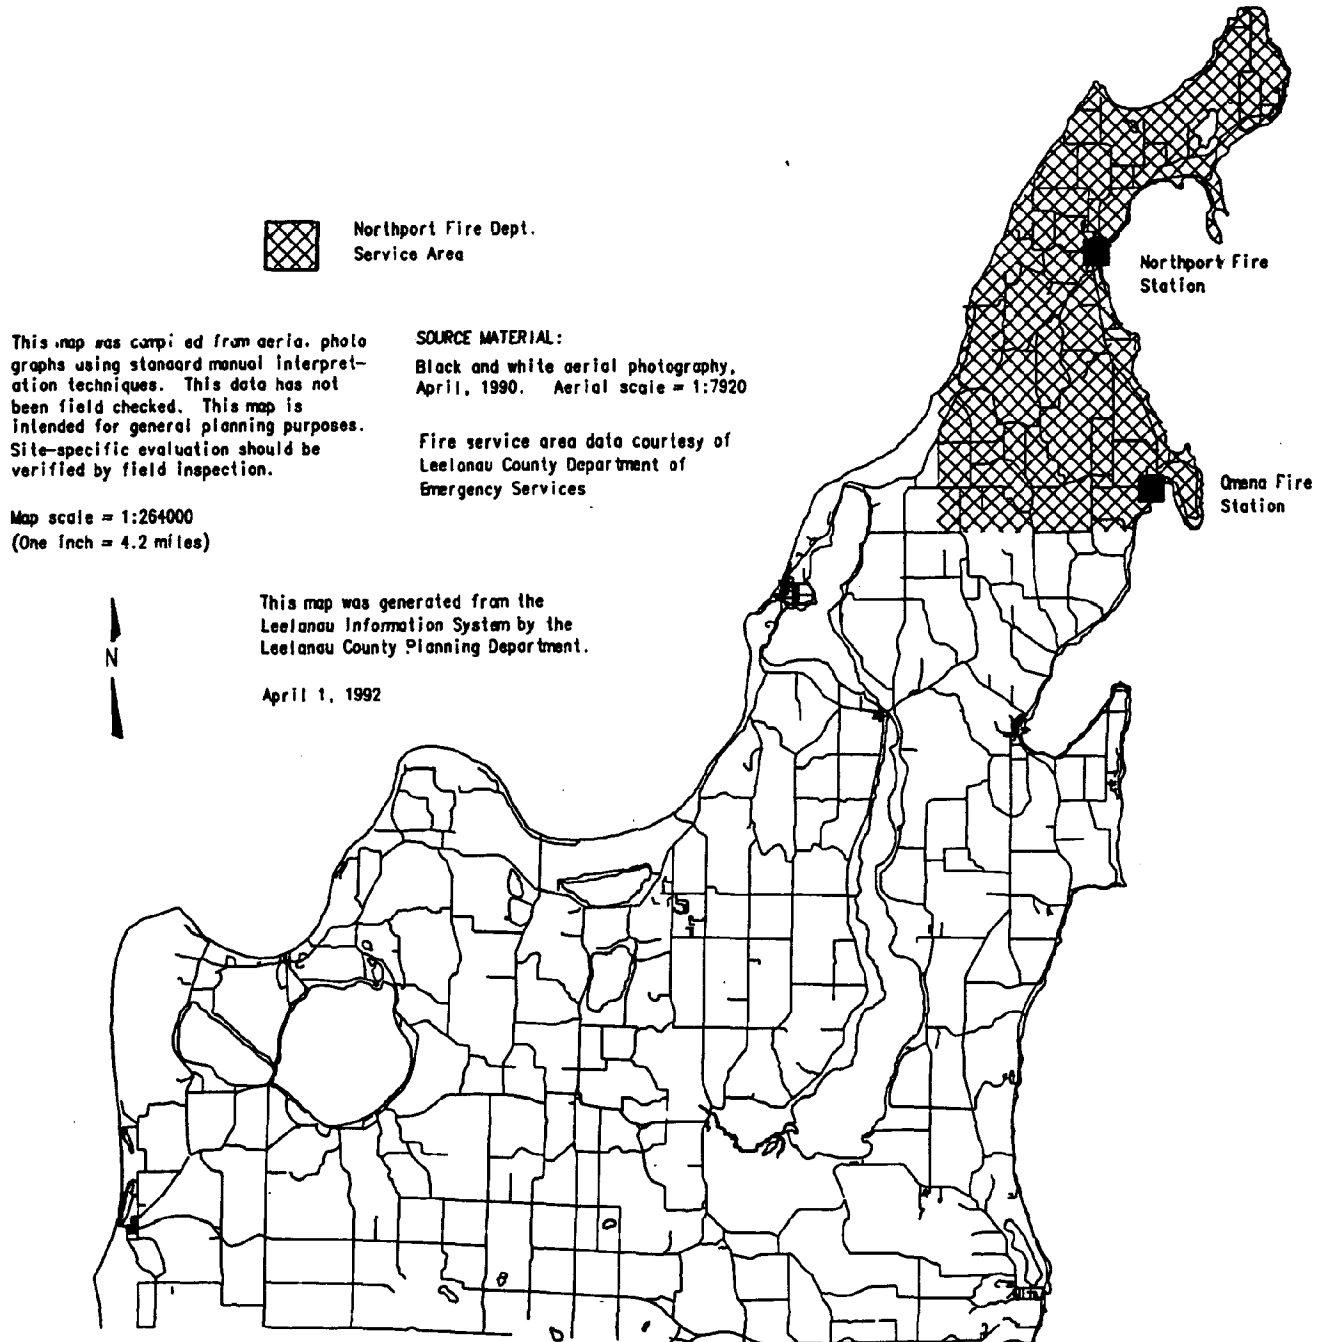 Northport Fire Dept.
Service Area
Northport Fire
Station
This map was compi ed from aeria. photo
graphs using standard manual interpret-
ation techniques. This data has not
been field checked. This map is
intended for general planning purposes.
Site-specific evaluation should be
verified by field inspection.
Map scale = 1:264000
(One inch = 4.2 miles)
SOURCE MATERIAL:
Black and white aerial photography,
April, 1990. Aerial scale = 1:7920
Fire service area data courtesy of
Leelanau County Department of
Emergency Services
Omena Fire
Station
This map was generated from the
Leelanau Information System by the
Leelanau County Planning Department.
April 1, 1992
N